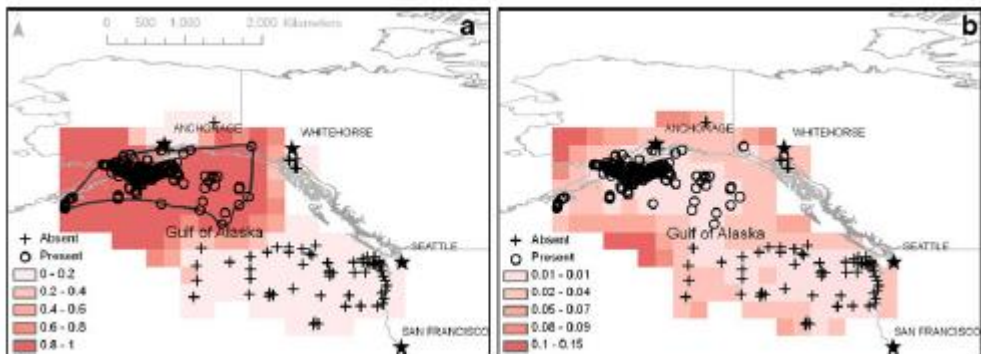 0 500 1,000 2,000 Kilometers
a
ANCHORAGE
WHITEHORSE
Gulf of Alaska
+ Absent
Present
0 - 0.2
0.2 - 0.4
0.4 - 0.6
0.6 - 0.8
0.8 - 1
SEATTLE
SAN FRANCISCO
b
ANCHORAGE
WHITEHORSE
Gulf of Alaska
+ Absent
Present
0.01 - 0.01
0.02 - 0.04
0.05 - 0.07
0.08 - 0.09
0.1 - 0.15
SEATTLE
SAN FRANCISCO